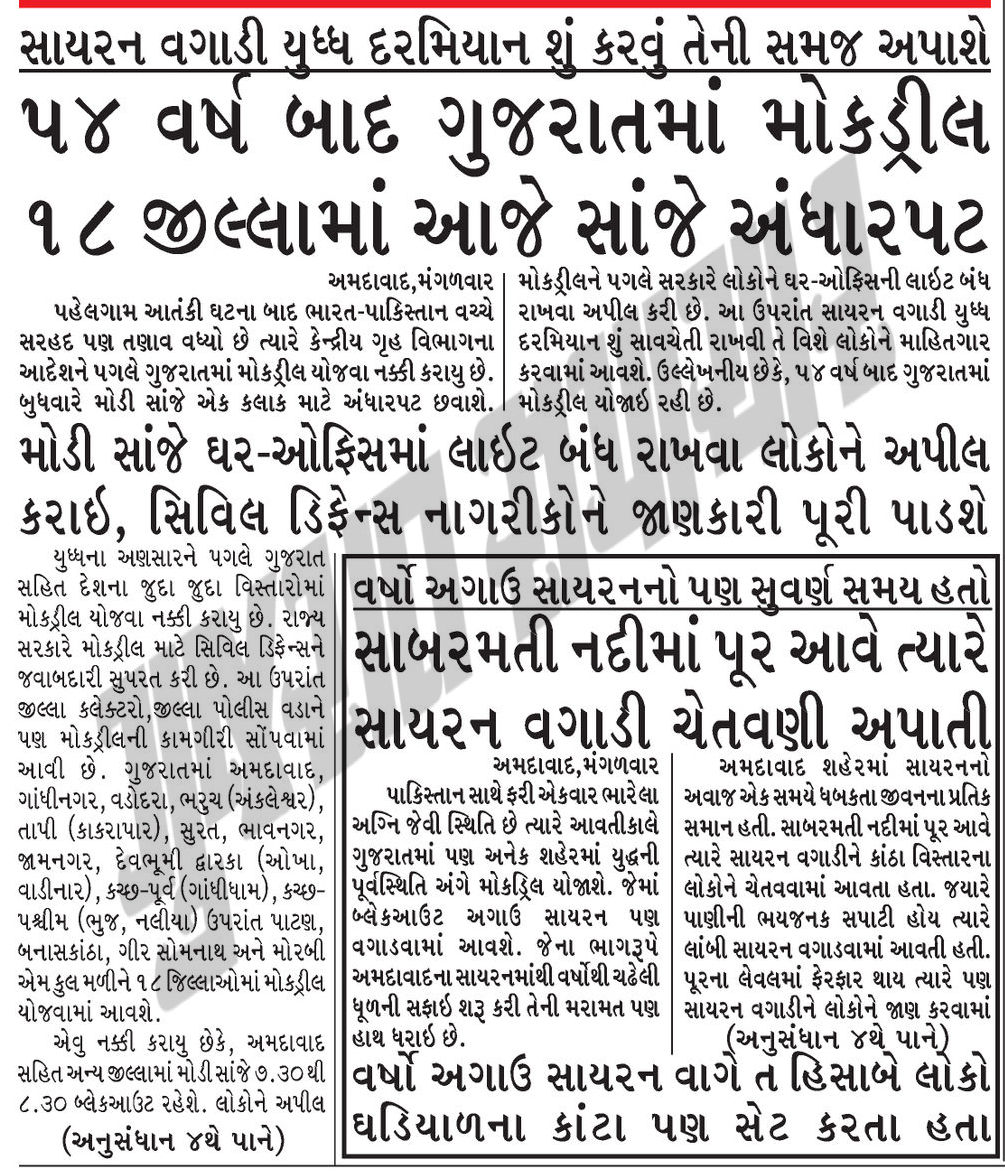 સાયરન વગાડી યુધ્ધ દરમિયાન શું કરવું તેની સમજ અપાશે
૫૪ વર્ષ બાદ ગુજરાતમાં મોકડ્રીલ
૧૮ જીલ્લામાં આજે સાંજે અંધારપટ
અમદાવાદ,મંગળવાર
પહેલગામ આતંકી ઘટના બાદ ભારત-પાકિસ્તાન વચ્ચે
સરહદ પણ તણાવ વધ્યો છે ત્યારે કેન્દ્રીય ગૃહ વિભાગના
આદેશને પગલે ગુજરાતમાં મોકડ્રીલ યોજવા નક્કી કરાયુ છે.
બુધવારે મોડી સાંજે એક કલાક માટે અંધારપટ છવાશે.
મોકડ્રીલને પગલે સરકારે લોકોને ઘર-ઓફિસની લાઇટ બંધ
રાખવા અપીલ કરી છે. આ ઉપરાંત સાયરન વગાડી યુધ્ધ
દરમિયાન શું સાવચેતી રાખવી તે વિશે લોકોને માહિતગાર
કરવામાં આવશે. ઉલ્લેખનીય છેકે, ૫૪ વર્ષ બાદ ગુજરાતમાં
મોકડ્રીલ યોજાઇ રહી છે.
મોડી સાંજે ઘર-ઓફિસમાં લાઇટ બંધ રાખવા લોકોને અપીલ
કરાઇ, સિવિલ ડિફેન્સ નાગરીકોને જાણકારી પૂરી પાડશે
યુધ્ધના અણસારને પગલે ગુજરાત
સહિત દેશના જુદા જુદા વિસ્તારોમાં
મોકડ્રીલ યોજવા નક્કી કરાયુ છે. રાજ્ય
સરકારે મોકડ્રીલ માટે સિવિલ ડિફેન્સને
જવાબદારી સુપરત કરી છે. આ ઉપરાંત
જીલ્લા કલેક્ટરો,જીલ્લા પોલીસ વડાને
પણ મોકડ્રીલની કામગીરી સોંપવામાં
આવી છે. ગુજરાતમાં અમદાવાદ,
ગાંધીનગર, વડોદરા, ભરુચ (અંકલેશ્વર),
તાપી (કાકરાપાર), સુરત, ભાવનગર,
જામનગર, દેવભૂમી દ્વારકા (ઓખા,
વાડીનાર), કચ્છ-પૂર્વ (ગાંધીધામ), કચ્છ-
પશ્ચીમ (ભુજ, નલીયા) ઉપરાંત પાટણ,
બનાસકાંઠા, ગીર સોમનાથ અને મોરબી
એમ કુલ મળીને ૧૮ જિલ્લાઓમાં મોકડ્રીલ
યોજવામાં આવશે.
એવુ નક્કી કરાયુ છેકે, અમદાવાદ
સહિત અન્ય જીલ્લામાં મોડી સાંજે ૭.૩૦ થી
૮.૩૦ બ્લેકઆઉટ રહેશે. લોકોને અપીલ
(અનુસંધાન ૪થે પાને)
વર્ષો અગાઉ સાયરનનો પણ સુવર્ણ સમય હતો
સાબરમતી નદીમાં પૂર આવે ત્યારે
સાયરન વગાડી ચેતવણી અપાતી
અમદાવાદ,મંગળવાર
પાકિસ્તાન સાથે ફરી એકવાર ભારેલા
અગ્નિ જેવી સ્થિતિ છે ત્યારે આવતીકાલે
ગુજરાતમાં પણ અનેક શહેરમાં યુદ્ધની
પૂર્વસ્થિતિ અંગે મોકડ્રિલ યોજાશે. જેમાં
બ્લેકઆઉટ અગાઉ સાયરન પણ
વગાડવામાં આવશે. જેના ભાગરૂપે
અમદાવાદના સાયરનમાંથી વર્ષોથી ચઢેલી
ધૂળની સફાઇ શરૂ કરી તેની મરામત પણ
હાથ ધરાઇ છે.
અમદાવાદ શહેરમાં સાયરનનો
અવાજ એક સમયે ધબકતા જીવનના પ્રતિક
સમાન હતી. સાબરમતી નદીમાં પૂર આવે
ત્યારે સાયરન વગાડીને કાંઠા વિસ્તારના
લોકોને ચેતવવામાં આવતા હતા. જયારે
પાણીની ભયજનક સપાટી હોય ત્યારે
લાંબી સાયરન વગાડવામાં આવતી હતી.
પૂરના લેવલમાં ફેરફાર થાય ત્યારે પણ
સાયરન વગાડીને લોકોને જાણ કરવામાં
(અનુસંધાન ૪થે પાને)
વર્ષો અગાઉ સાયરન વાગે ત હિસાબે લોકો
ઘડિયાળના કાંટા પણ સેટ કરતા હતા
ગુજરાત સમાચાર